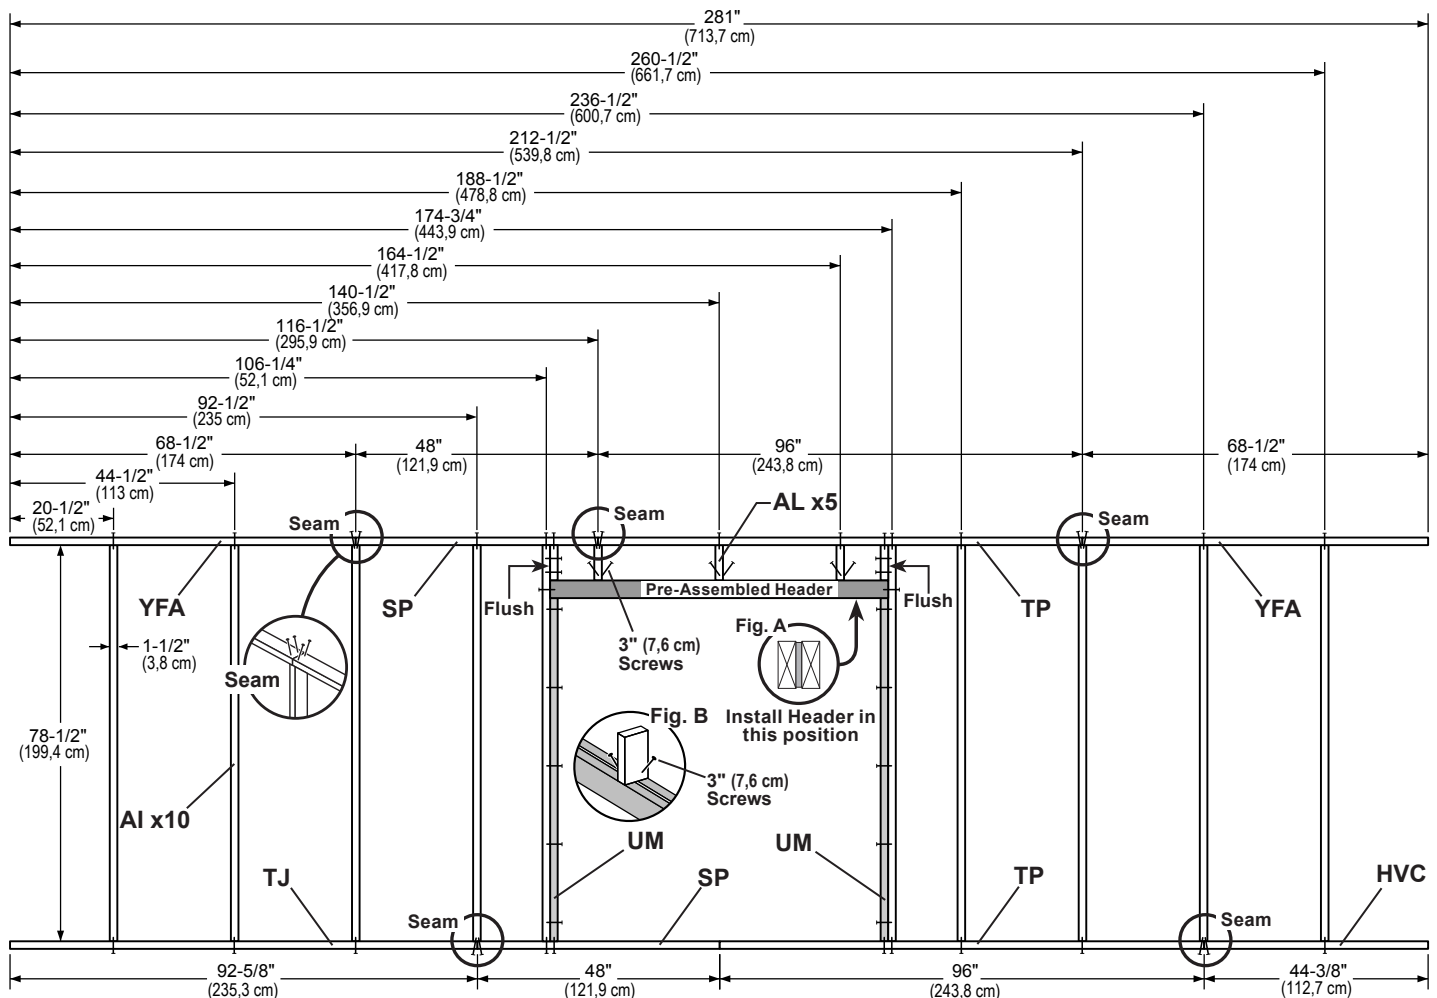 281"
(713,7 cm)
260-1/2"
(661,7 cm)
236-1/2"
(600,7 cm)
212-1/2"
(539,8 cm)
188-1/2"
(478,8 cm)
174-3/4"
(443,9 cm)
164-1/2"
(417,8 cm)
140-1/2"
(356,9 cm)
116-1/2"
(295,9 cm)
106-1/4"
(52,1 cm)
92-1/2"
(235 cm)
68-1/2"
(174 cm)
48"
(121,9 cm)
96"
(243,8 cm)
68-1/2"
(174 cm)
44-1/2"
(113 cm)
20-1/2"
(52,1 cm)
AL x5
Seam
Seam
Seam
YFA
SP
Flush
Pre-Assembled Header
Flush
TP
YFA
1-1/2"
(3,8 cm)
3" (7,6 cm)
Screws
Fig. A
Seam
Install Header in
this position
Fig. B
78-1/2"
(199,4 cm)
3" (7,6 cm)
Screws
AI x10
UM
UM
TJ
SP
TP
HVC
Seam
Seam
92-5/8"
(235,3 cm)
48"
(121,9 cm)
96"
(243,8 cm)
44-3/8"
(112,7 cm)